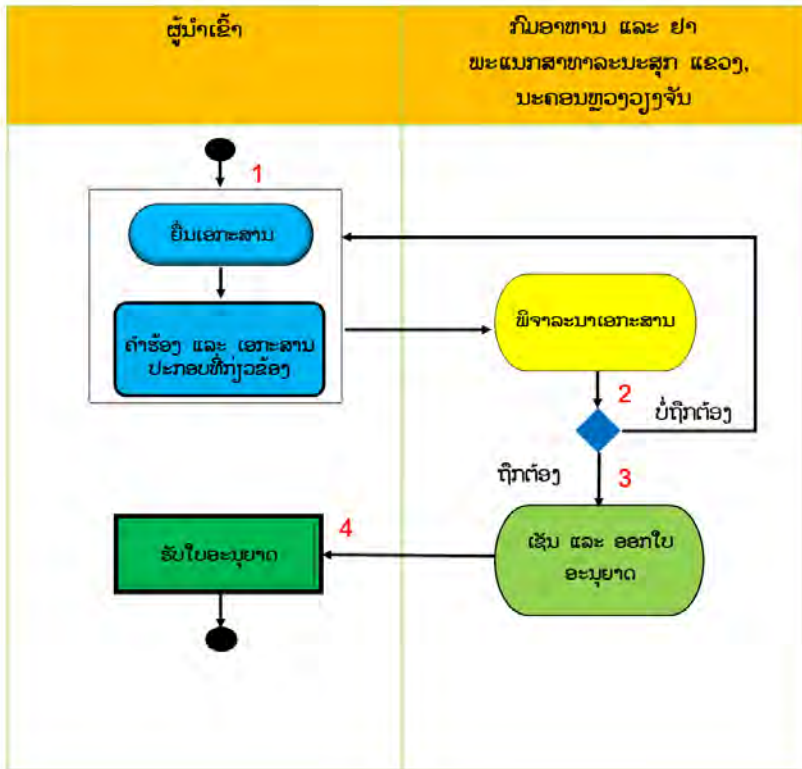 ຜູ້ນໍາເຂົ້າ
ກົມອາຫານ ແລະ ຢາ
ພະແນກສາທາລະນະສຸກ ແຂວງ,
ນະຄອນຫຼວງວຽງຈັນ
1
ຍື່ນເອກະສານ
ຄໍາຮ້ອງ ແລະ ເອກະສານ
ປະກອບທີ່ກ່ຽວຂ້ອງ
ພິຈາລະນາເອກະສານ
2
ບໍ່ຖືກຕ້ອງ
ຖືກຕ້ອງ
3
ເຊັນ ແລະ ອອກໃບ
ອະນຸຍາດ
4
ຮັບໃບອະນຸຍາດ